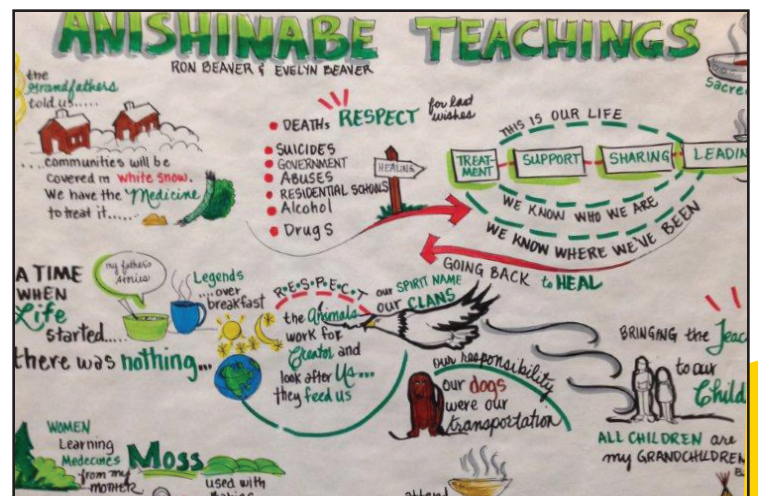 ANISHINABE TEACHINGS
RON BEAVER & EVELYN BEAVER
the
Grandfathers
told us.....
....communities will be
covered in white snow.
We have the Medicine
to treat it......
DEATHS RESPECT for last
wishes
SUICIDES
GOVERNMENT
ABUSES
RESIDENTIAL SCHOOLS
Alcohol
Drugs
HEALING
THIS IS OUR LIFE
TREAT-
MENT
SUPPORT
SHARING
LEADIN
WE KNOW WHO WE ARE
WE KNOW WHERE WE'VE BEEN
GOING BACK to HEAL
Sacre
A TIME
WHEN
Life
started....
there was nothing...
my father's
stories
Legends
....over
breakfast
R•E•S•P•E•C•T
the Animals
work for
Creator and
look after Us...
they feed us
our SPIRIT NAME
our CLANS
our responsibility
our dogs
were our
transportation
BRINGING the Teac
to our
Child
ALL CHILDREN are
my GRANDCHILDREN
WOMEN
Learning
Medecines
from my
MOTHER
Moss
used with